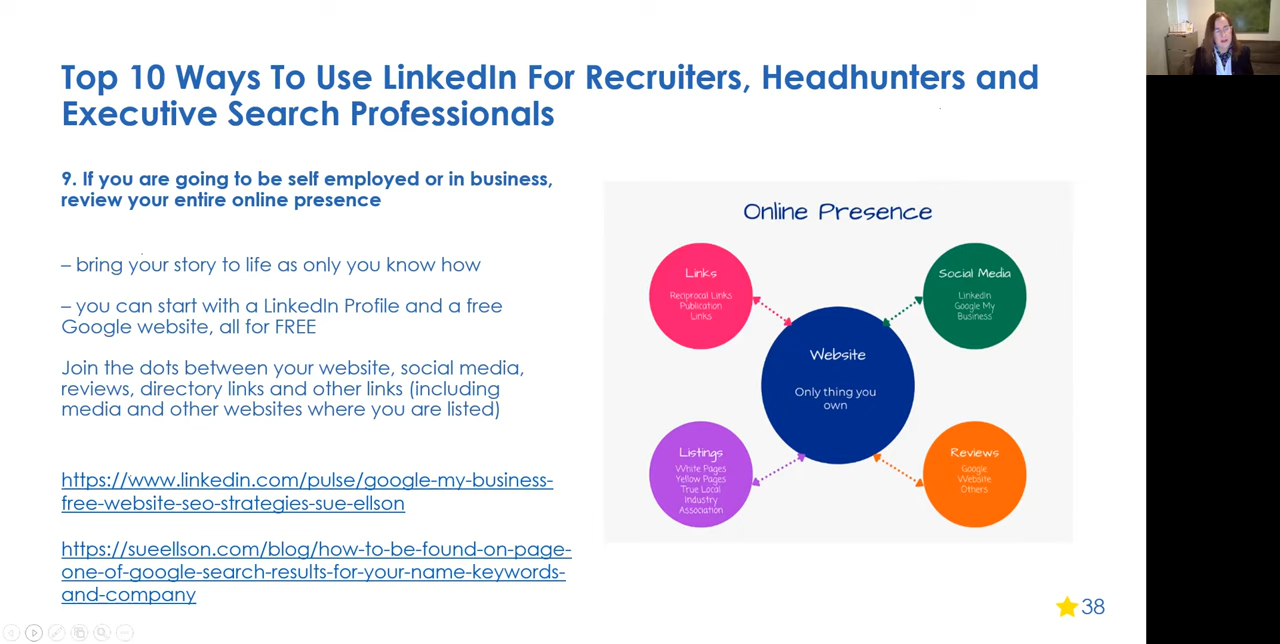 Top 10 Ways To Use LinkedIn For Recruiters, Headhunters and
Executive Search Professionals
9. If you are going to be self employed or in business,
review your entire online presence
– bring your story to life as only you know how
– you can start with a LinkedIn Profile and a free
Google website, all for FREE
Join the dots between your website, social media,
reviews, directory links and other links (including
media and other websites where you are listed)
https://www.linkedin.com/pulse/google-my-business-
free-website-seo-strategies-sue-ellson
https://sueellson.com/blog/how-to-be-found-on-page-
one-of-google-search-results-for-your-name-keywords-
and-company
Online Presence
Links
Reciprocal Links
Publication
Links
Social Media
LinkedIn
Google My
Business
Website
Only thing you
own
Listings
White Pages
Yellow Pages
True Local
Industry
Association
Reviews
Google
Website
Others
38